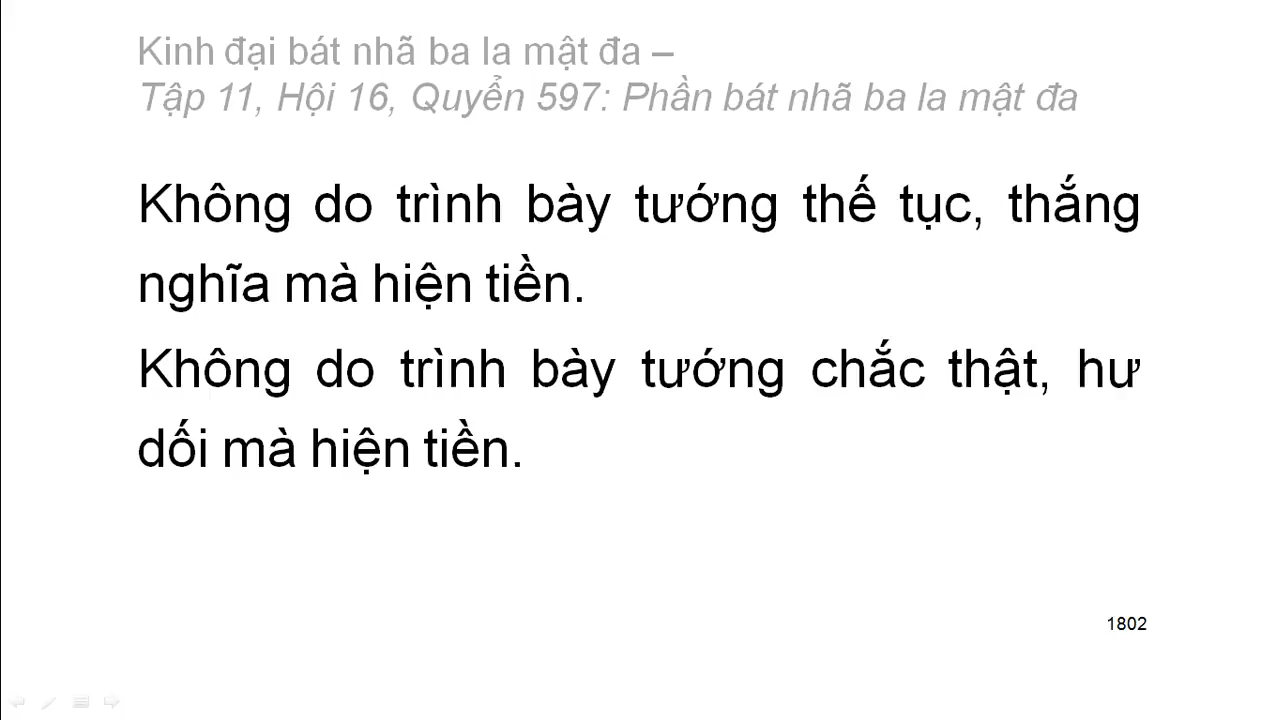 Kinh đại bát nhã ba la mật đa –
Tập 11, Hội 16, Quyển 597: Phần bát nhã ba la mật đa
Không do trình bày tướng thế tục, thắng
nghĩa mà hiện tiền.
Không do trình bày tướng chắc thật, hư
dối mà hiện tiền.
1802